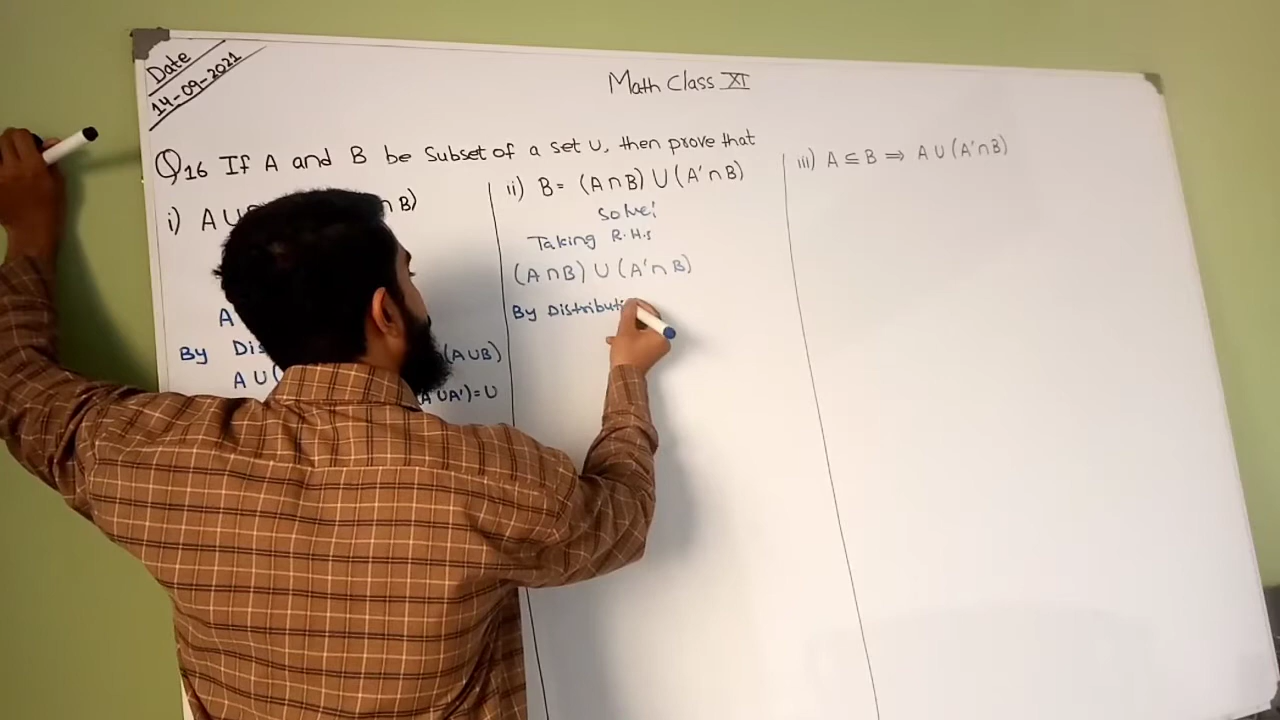 Date
14-09-2021
Math Class XI
Q16 If A and B be Subset of a set U, then prove that
i) A U B)
A
By Dis (A∪B)
A ∪ ( (A'∪A')=U
ii) B= (A∩B) ∪ (A'∩B)
Solve:
Taking R.H.S
(A∩B) ∪ (A'∩B)
By Distributi
iii) A ⊆ B ⇒ A ∪ (A'∩B)